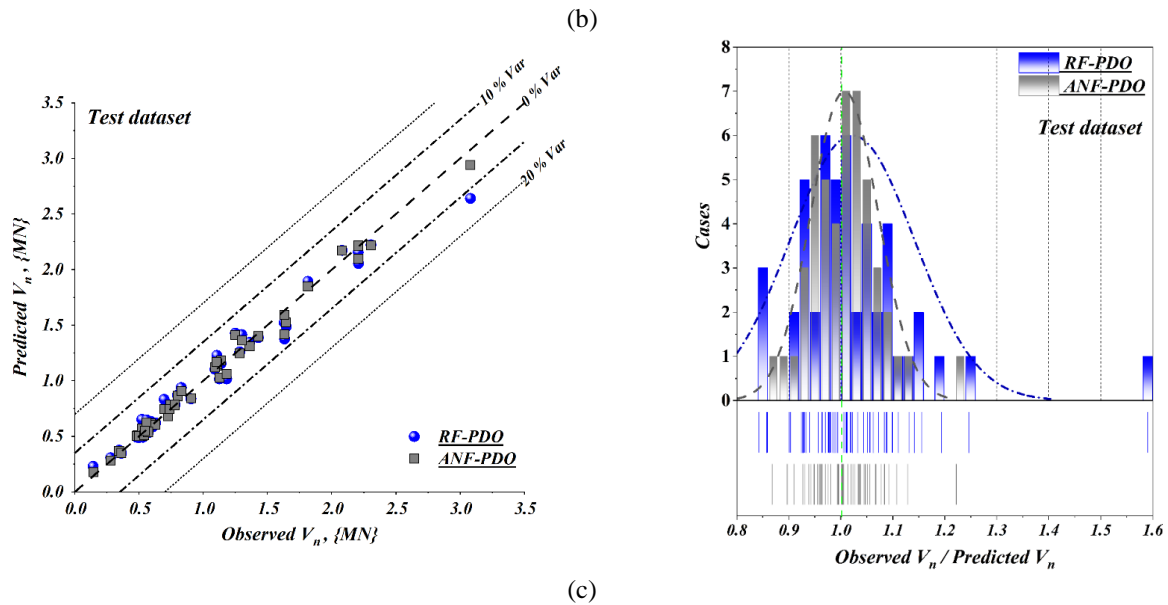 (b)
Test dataset
10 % Var
0 % Var
20 % Var
3.5
3.0
2.5
2.0
1.5
1.0
0.5
0.0
Predicted Vn , {MN}
RF-PDO
ANF-PDO
0.0 0.5 1.0 1.5 2.0 2.5 3.0 3.5
Observed Vn , {MN}
8
7
6
5
4
3
2
1
0
Cases
RF-PDO
ANF-PDO
Test dataset
0.8 0.9 1.0 1.1 1.2 1.3 1.4 1.5 1.6
Observed Vn / Predicted Vn
(c)